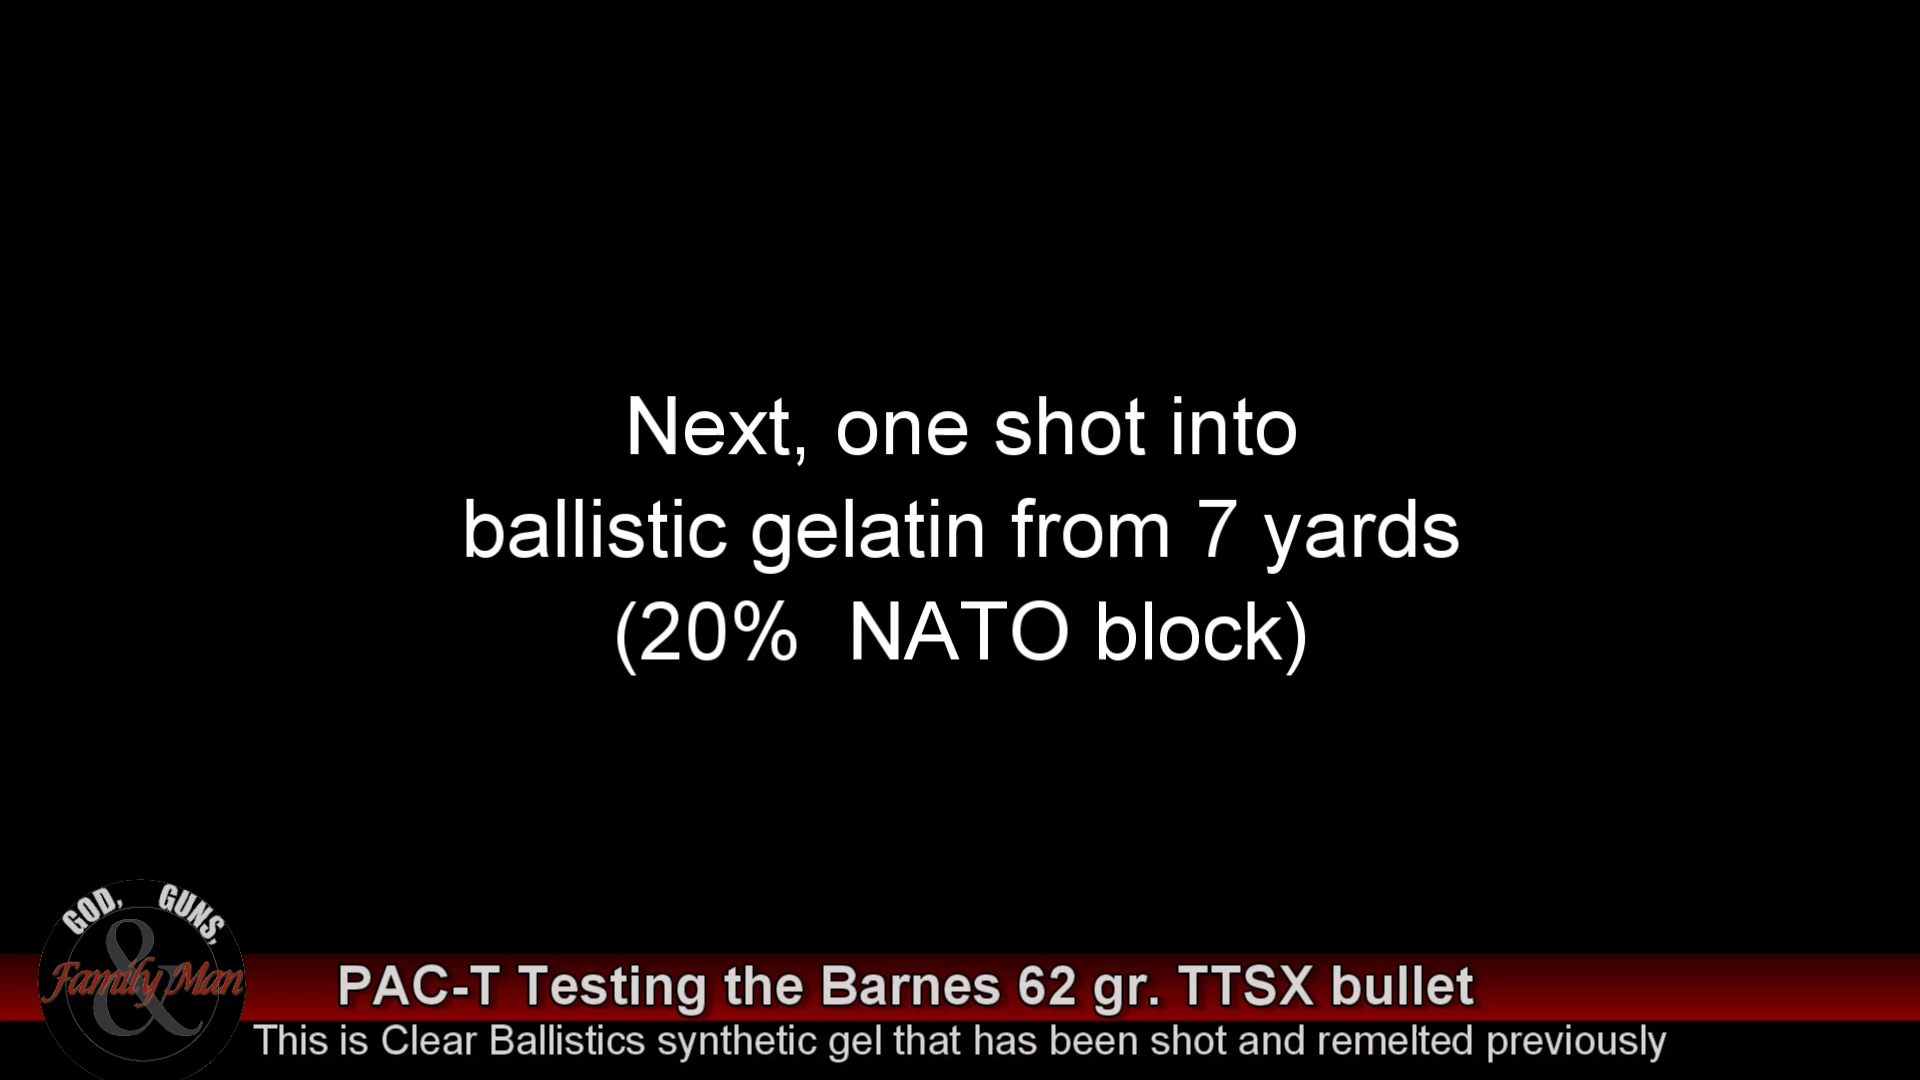 Next, one shot into
ballistic gelatin from 7 yards
(20%  NATO block)
GOD, GUNS,
&
Family Man
PAC-T Testing the Barnes 62 gr. TTSX bullet
This is Clear Ballistics synthetic gel that has been shot and remelted previously